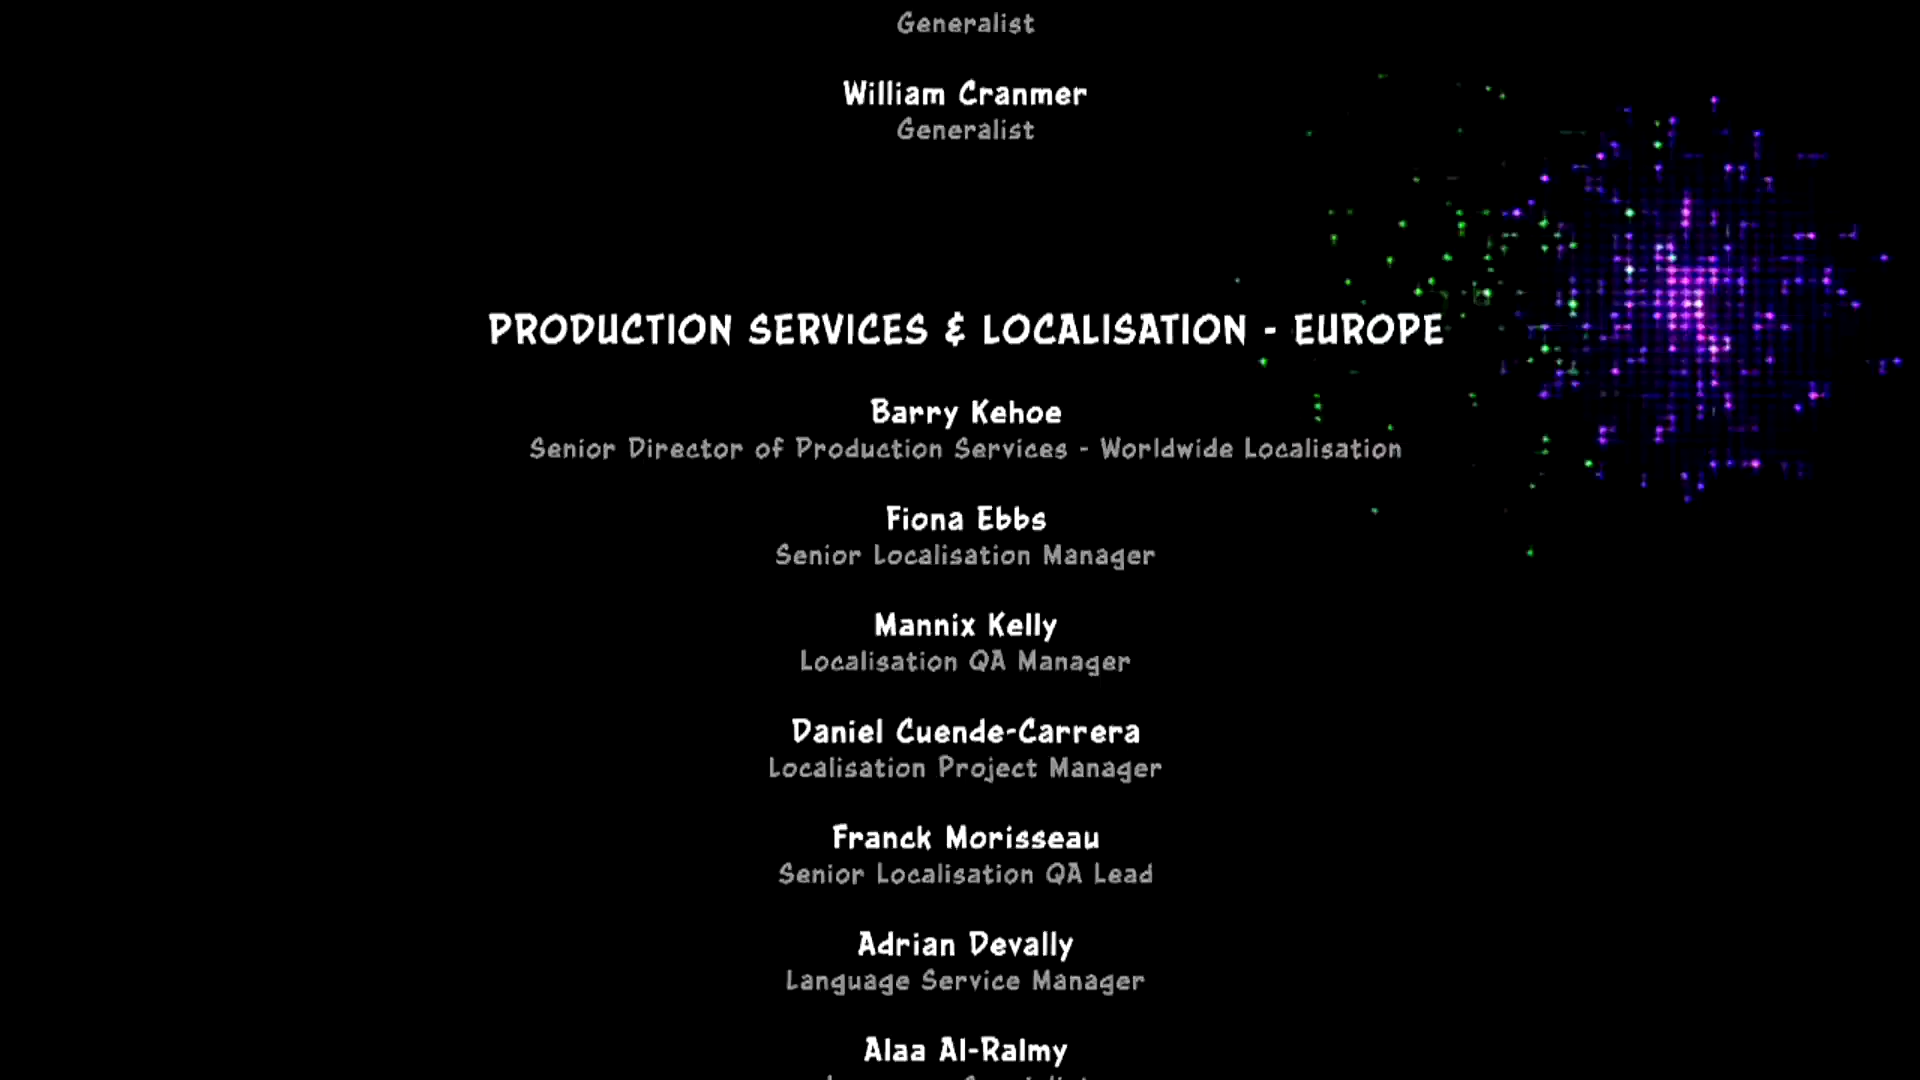 Generalist
William Cranmer
Generalist
PRODUCTION SERVICES & LOCALISATION - EUROPE
Barry Kehoe
Senior Director of Production Services - Worldwide Localisation
Fiona Ebbs
Senior Localisation Manager
Mannix Kelly
Localisation QA Manager
Daniel Cuende-Carrera
Localisation Project Manager
Franck Morisseau
Senior Localisation QA Lead
Adrian Devally
Language Service Manager
Alaa Al-Ralmy